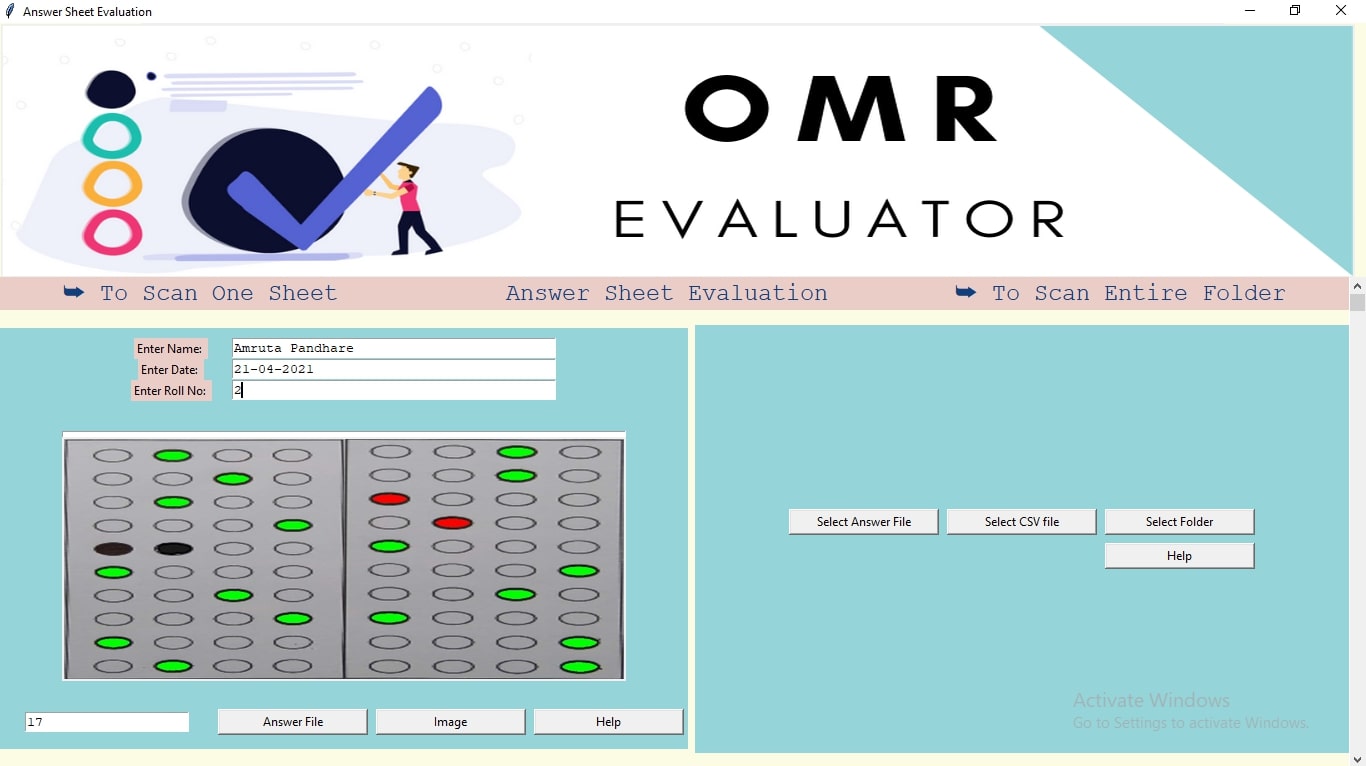 Answer Sheet Evaluation
OMR
EVALUATOR
➥ To Scan One Sheet
Answer Sheet Evaluation
➥ To Scan Entire Folder
Enter Name: Amruta Pandhare
Enter Date: 21-04-2021
Enter Roll No: 2
Select Answer File Select CSV file Select Folder
Help
17 Answer File Image Help
Activate Windows
Go to Settings to activate Windows.